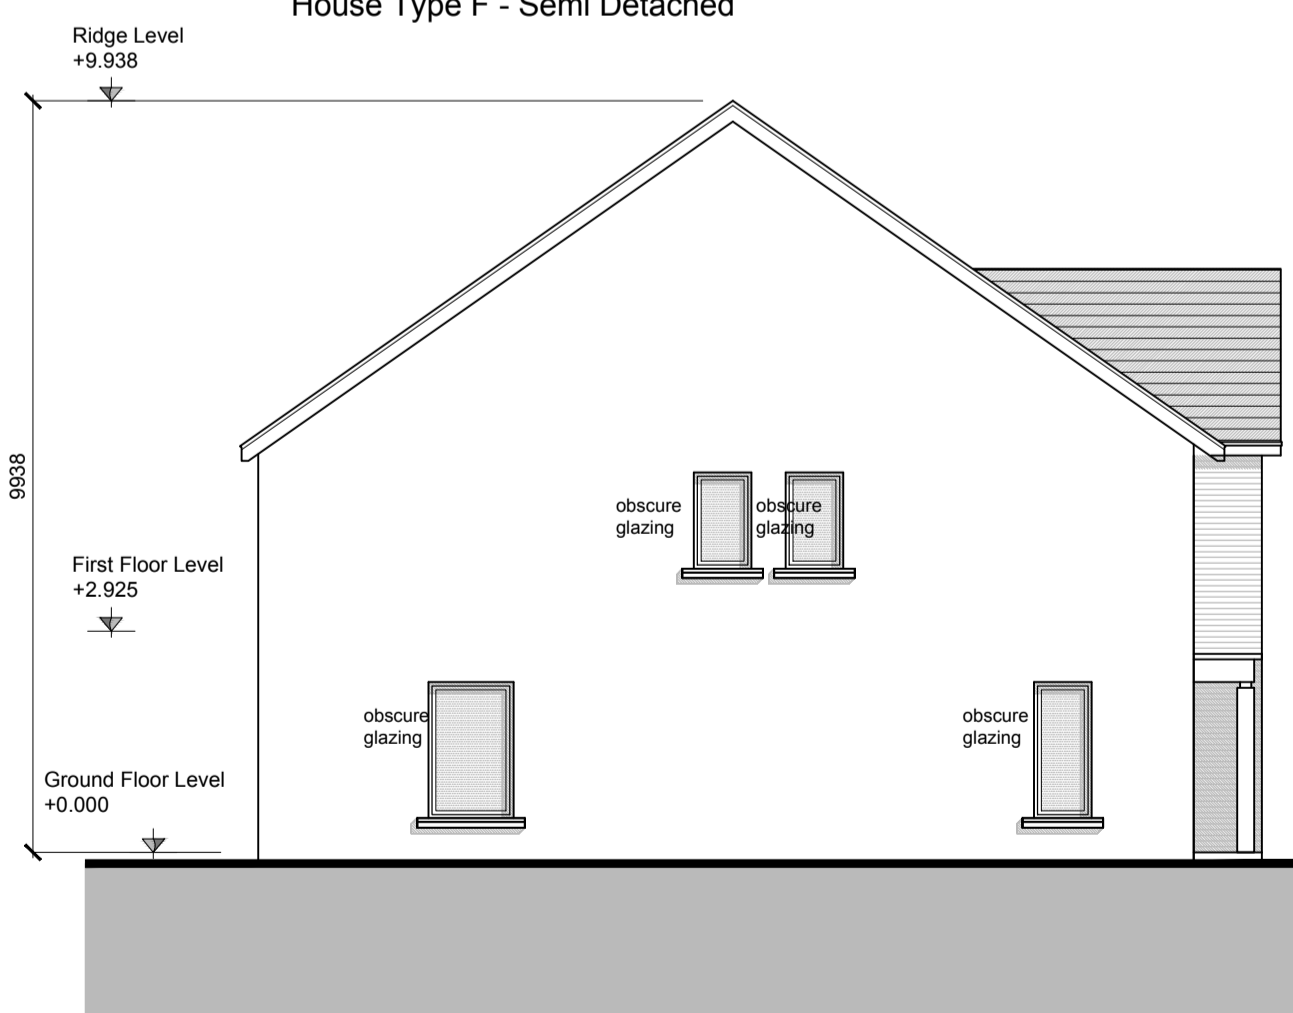 House Type F - Semi Detached
Ridge Level
+9.938
9938
obscure
glazing
obscure
glazing
First Floor Level
+2.925
obscure
glazing
obscure
glazing
Ground Floor Level
+0.000